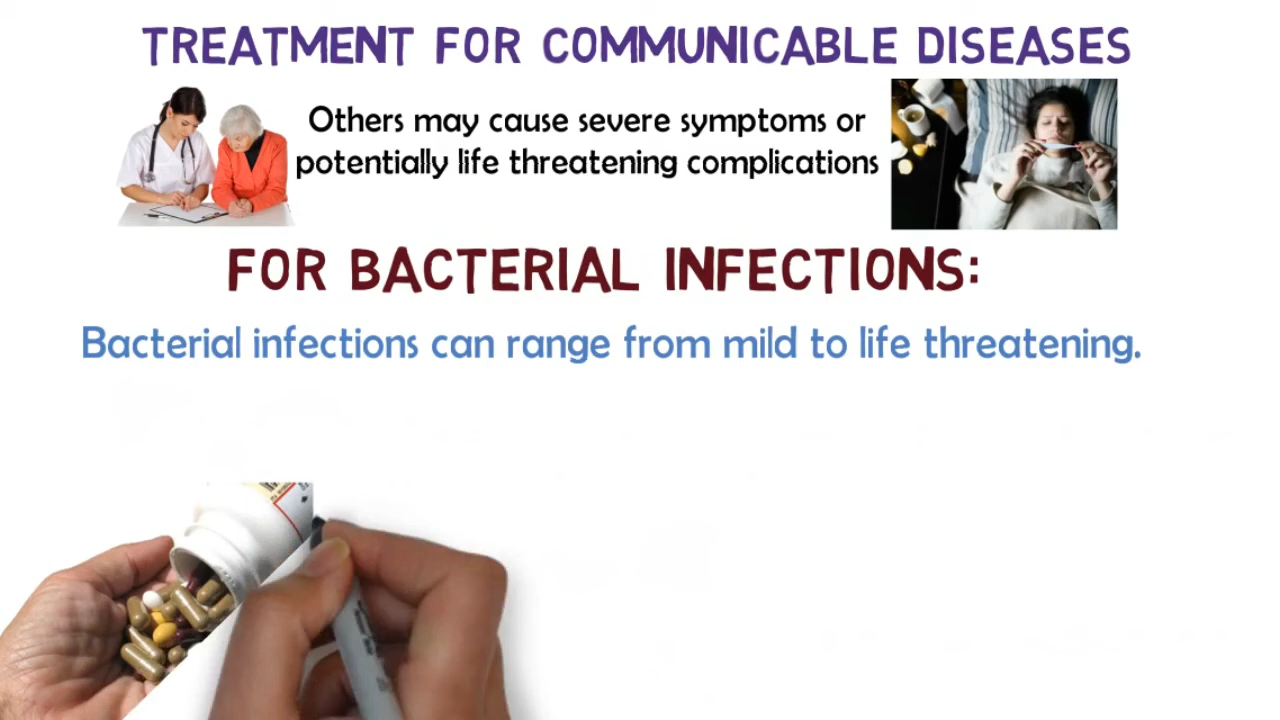 TREATMENT FOR COMMUNICABLE DISEASES
Others may cause severe symptoms or
potentially life threatening complications
FOR BACTERIAL INFECTIONS:
Bacterial infections can range from mild to life threatening.